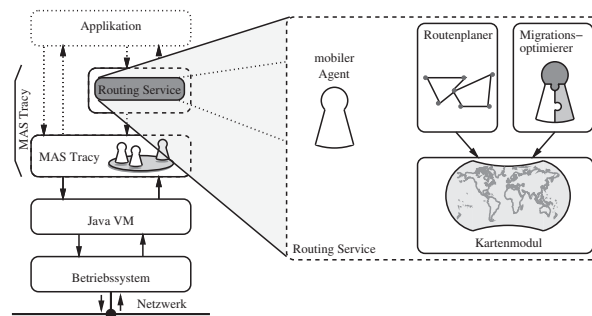 Applikation
MAS Tracy
Routing Service
MAS Tracy
Java VM
Betriebssystem
Netzwerk
mobiler
Agent
Routenplaner
Migrations-
optimierer
Kartenmodul
Routing Service